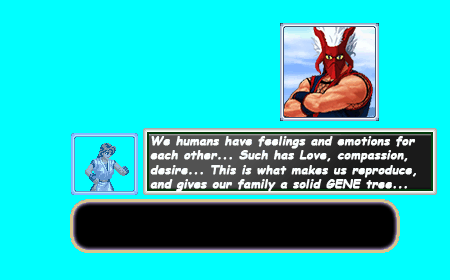 We humans have feelings and emotions for
each other... Such has Love, compassion,
desire... This is what makes us reproduce,
and gives our family a solid GENE tree...